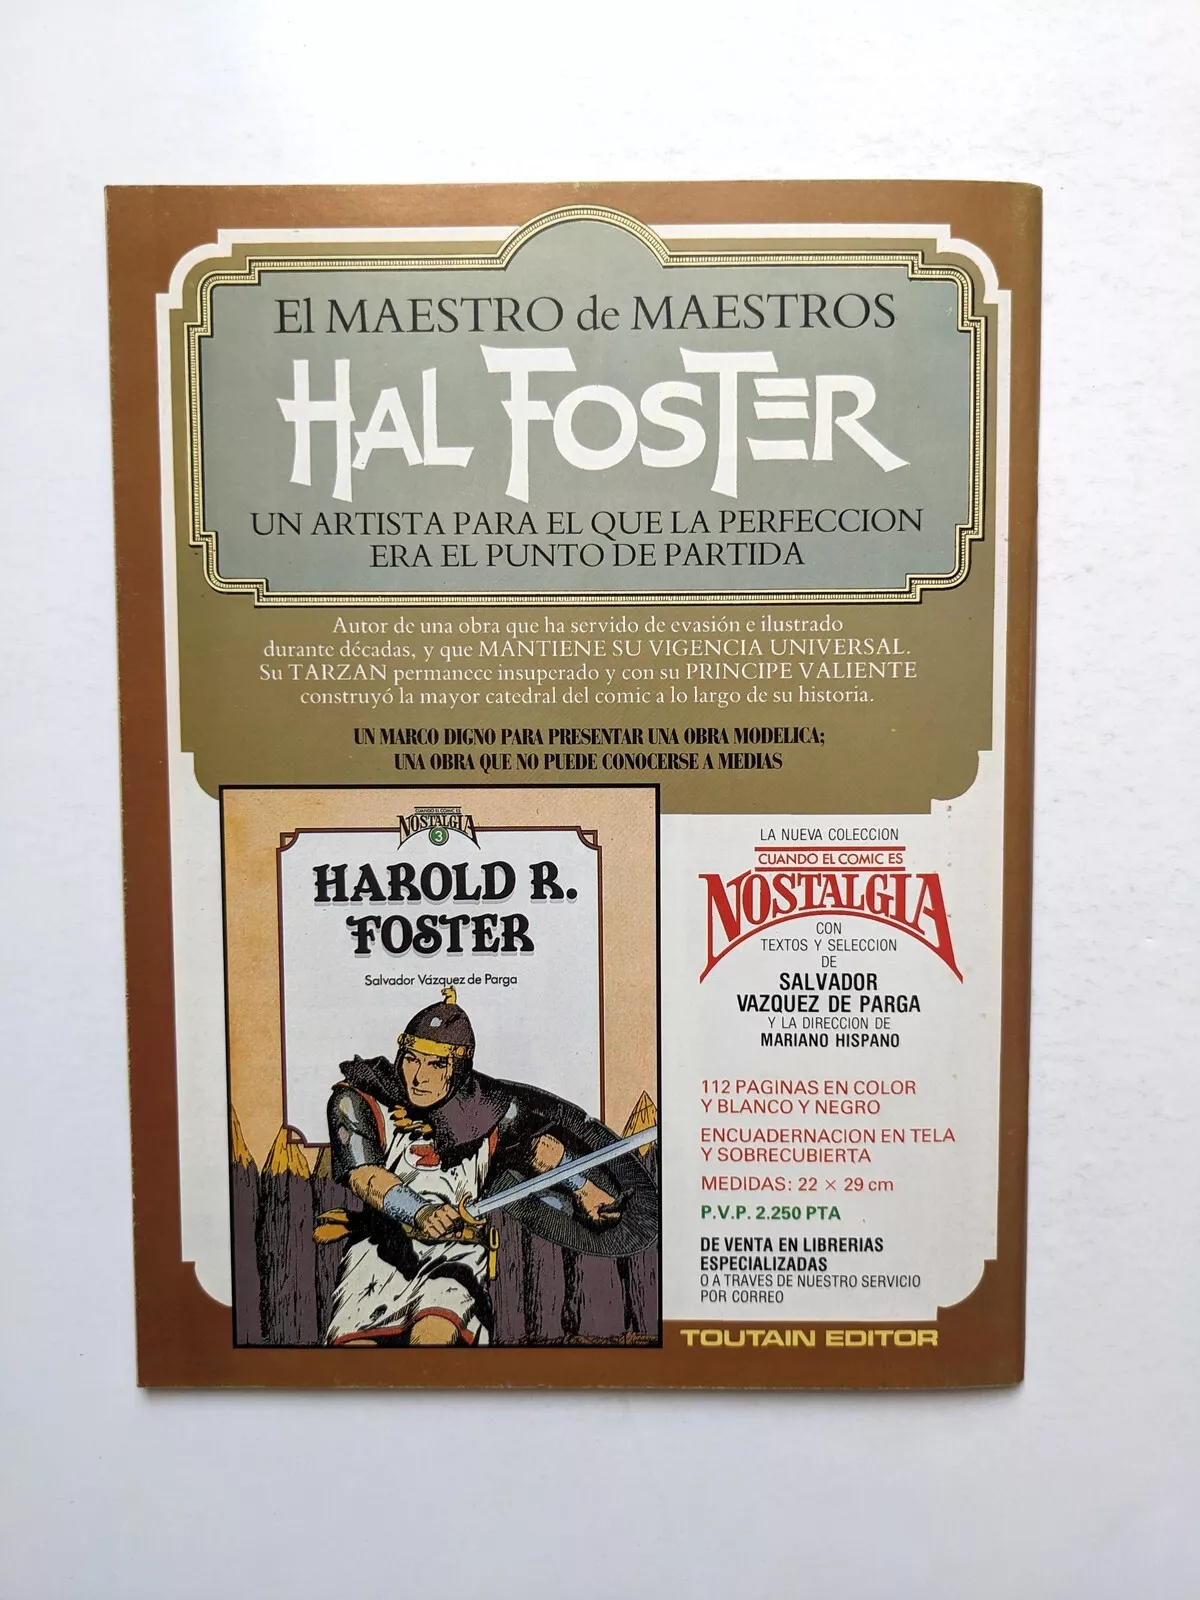 El MAESTRO de MAESTROS
HAL FOSTER
UN ARTISTA PARA EL QUE LA PERFECCION
ERA EL PUNTO DE PARTIDA
Autor de una obra que ha servido de evasión e ilustrado
durante décadas, y que MANTIENE SU VIGENCIA UNIVERSAL.
Su TARZAN permanece insuperado y con su PRINCIPE VALIENTE
construyó la mayor catedral del comic a lo largo de su historia.
UN MARCO DIGNO PARA PRESENTAR UNA OBRA MODELICA;
UNA OBRA QUE NO PUEDE CONOCERSE A MEDIAS
CUANDO EL COMIC ES
NOSTALGIA
3
HAROLD R.
FOSTER
Salvador Vázquez de Parga
LA NUEVA COLECCION
CUANDO EL COMIC ES
NOSTALGIA
CON
TEXTOS Y SELECCION
DE
SALVADOR
VAZQUEZ DE PARGA
Y LA DIRECCION DE
MARIANO HISPANO
112 PAGINAS EN COLOR
Y BLANCO Y NEGRO
ENCUADERNACION EN TELA
Y SOBRECUBIERTA
MEDIDAS: 22 × 29 cm
P.V.P. 2.250 PTA
DE VENTA EN LIBRERIAS
ESPECIALIZADAS
O A TRAVES DE NUESTRO SERVICIO
POR CORREO
TOUTAIN EDITOR